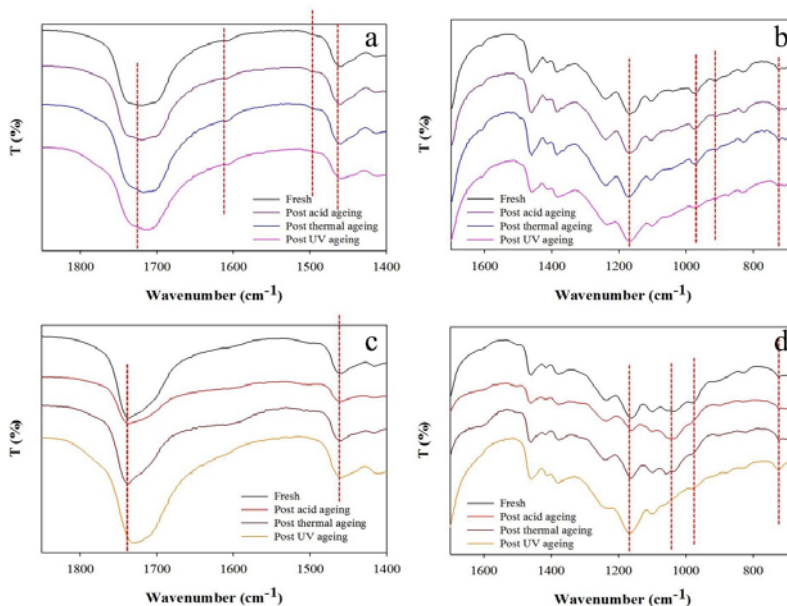 a
T (%)
Fresh
Post acid ageing
Post thermal ageing
Post UV ageing
1800 1700 1600 1500 1400
Wavenumber (cm-1)
b
T (%)
Fresh
Post acid ageing
Post thermal ageing
Post UV ageing
1600 1400 1200 1000 800
Wavenumber (cm-1)
c
T (%)
Fresh
Post acid ageing
Post thermal ageing
Post UV ageing
1800 1700 1600 1500 1400
Wavenumber (cm-1)
d
T (%)
Fresh
Post acid ageing
Post thermal ageing
Post UV ageing
1600 1400 1200 1000 800
Wavenumber (cm-1)